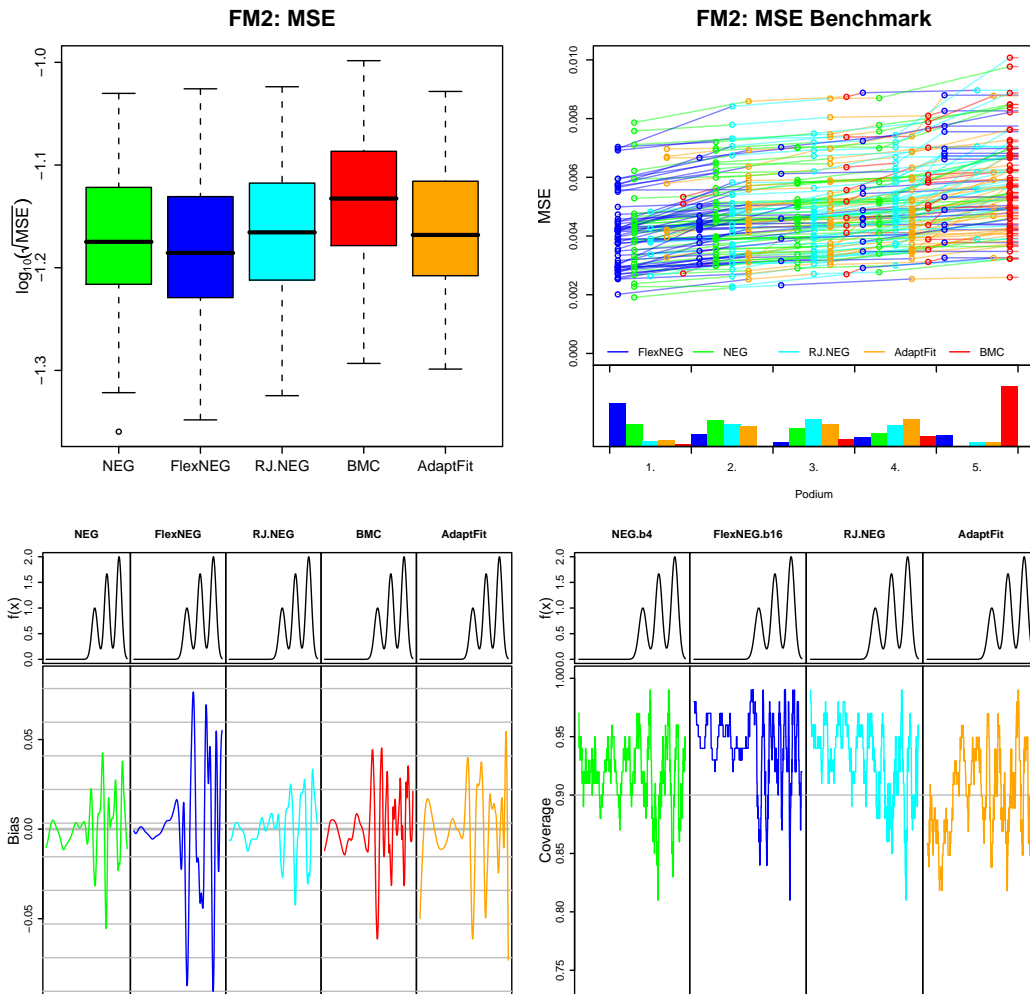 FM2: MSE
−1.0
−1.1
−1.2
−1.3
log10(√MSE)
NEG FlexNEG RJ.NEG BMC AdaptFit
FM2: MSE Benchmark
0.010
0.008
0.006
0.004
0.002
0.000
MSE
FlexNEG NEG RJ.NEG AdaptFit BMC
1. 2. 3. 4. 5.
Podium
NEG FlexNEG RJ.NEG BMC AdaptFit
2.0
1.5
1.0
0.5
0.0
f(x)
0.05
0.00
−0.05
Bias
NEG.b4 FlexNEG.b16 RJ.NEG AdaptFit
2.0
1.5
1.0
0.5
0.0
f(x)
1.00
0.95
0.90
0.85
0.80
0.75
Coverage